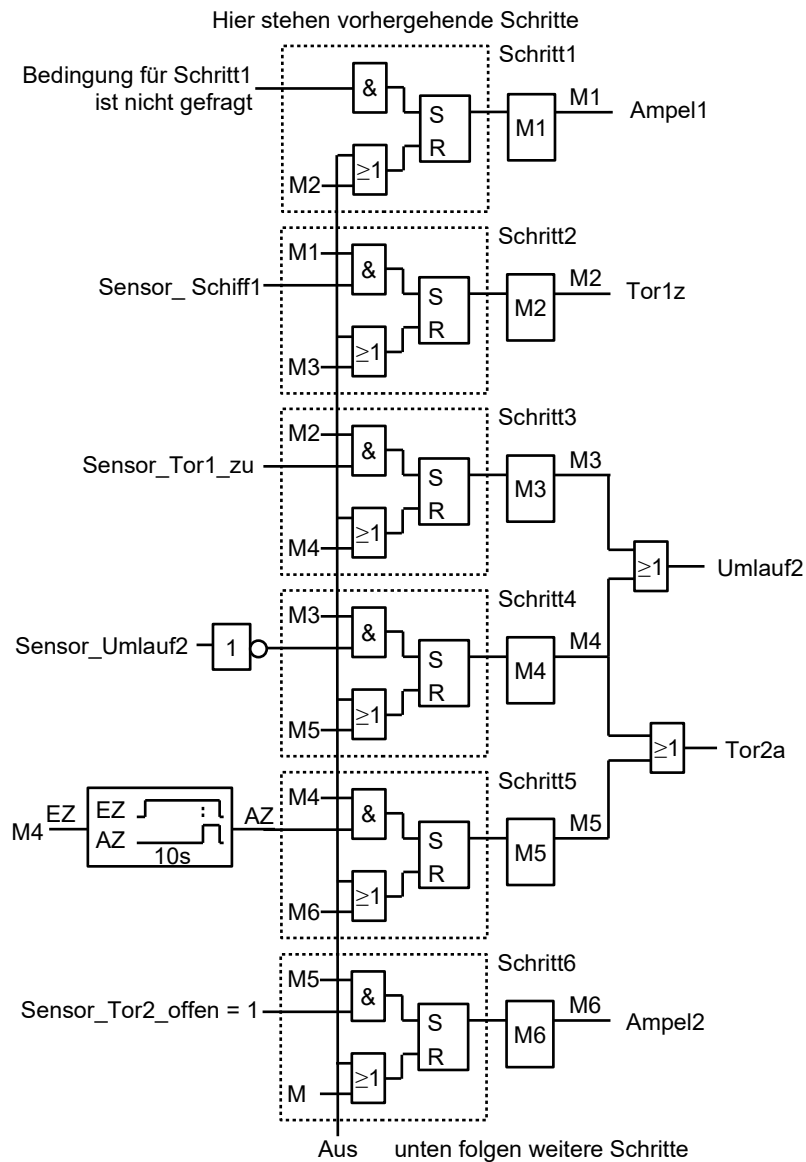 Hier stehen vorhergehende Schritte
Schritt1
Bedingung für Schritt1
ist nicht gefragt
&
S
R
M1
M1
Ampel1
M2
≥1
Schritt2
M1
Sensor_ Schiff1
&
S
R
M2
M2
Tor1z
M3
≥1
Schritt3
M2
Sensor_Tor1_zu
&
S
R
M3
M3
M4
≥1
≥1
Umlauf2
Schritt4
M3
Sensor_Umlauf2
1
&
S
R
M4
M4
M5
≥1
≥1
Tor2a
Schritt5
M4
M4
EZ
EZ
AZ
10s
AZ
&
S
R
M5
M5
M6
≥1
Schritt6
M5
Sensor_Tor2_offen = 1
&
S
R
M6
M6
Ampel2
M
≥1
Aus
unten folgen weitere Schritte